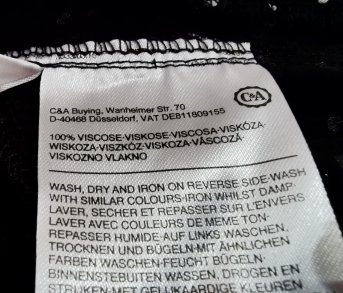 C&A Buying, Wanheimer Str. 70
D-40468 Düsseldorf, VAT DE811809155
C&A
100% VISCOSE-VISKOSE-VISCOSA-VISKÓZA-
WISKOZA-VISZKÓZ-VISKOZA-VÂSCOZĂ
VISKOZNO VLAKNO
WASH, DRY AND IRON ON REVERSE SIDE-WASH
WITH SIMILAR COLOURS-IRON WHILST DAMP-
LAVER, SECHER ET REPASSER SUR L'ENVERS
LAVER AVEC COULEURS DE MEME TON-
REPASSER HUMIDE-AUF LINKS WASCHEN,
TROCKNEN UND BÜGELN-MIT ÄHNLICHEN
FARBEN WASCHEN-FEUCHT BÜGELN-
BINNENSTEBUITEN WASSEN, DROGEN EN
STRIJKEN-MET GELIJKAARDIGE KLEUREN